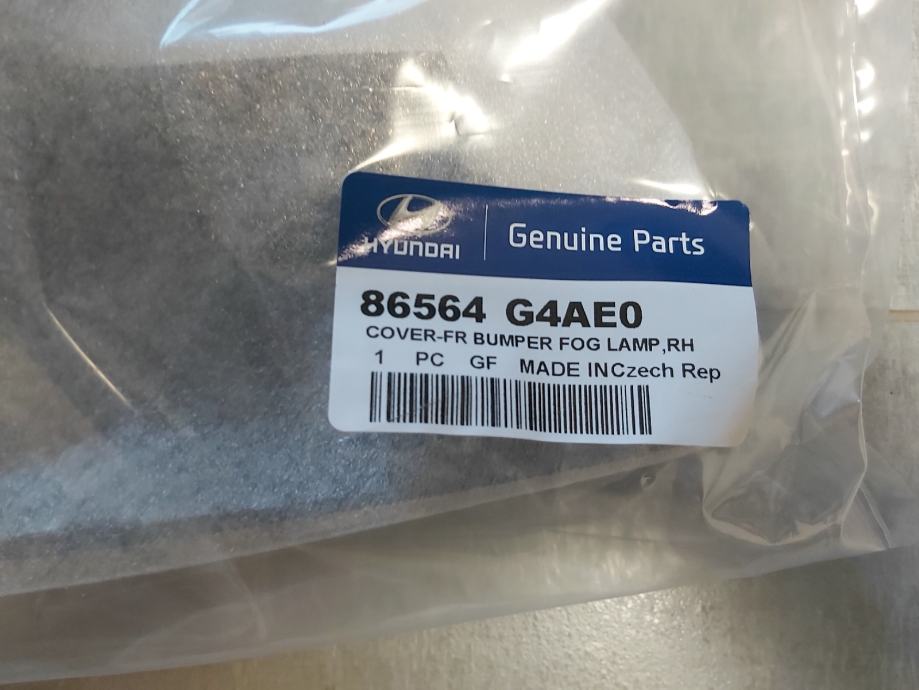 HYUNDAI
Genuine Parts
86564 G4AE0
COVER-FR BUMPER FOG LAMP,RH
1 PC GF MADE INCzech Rep